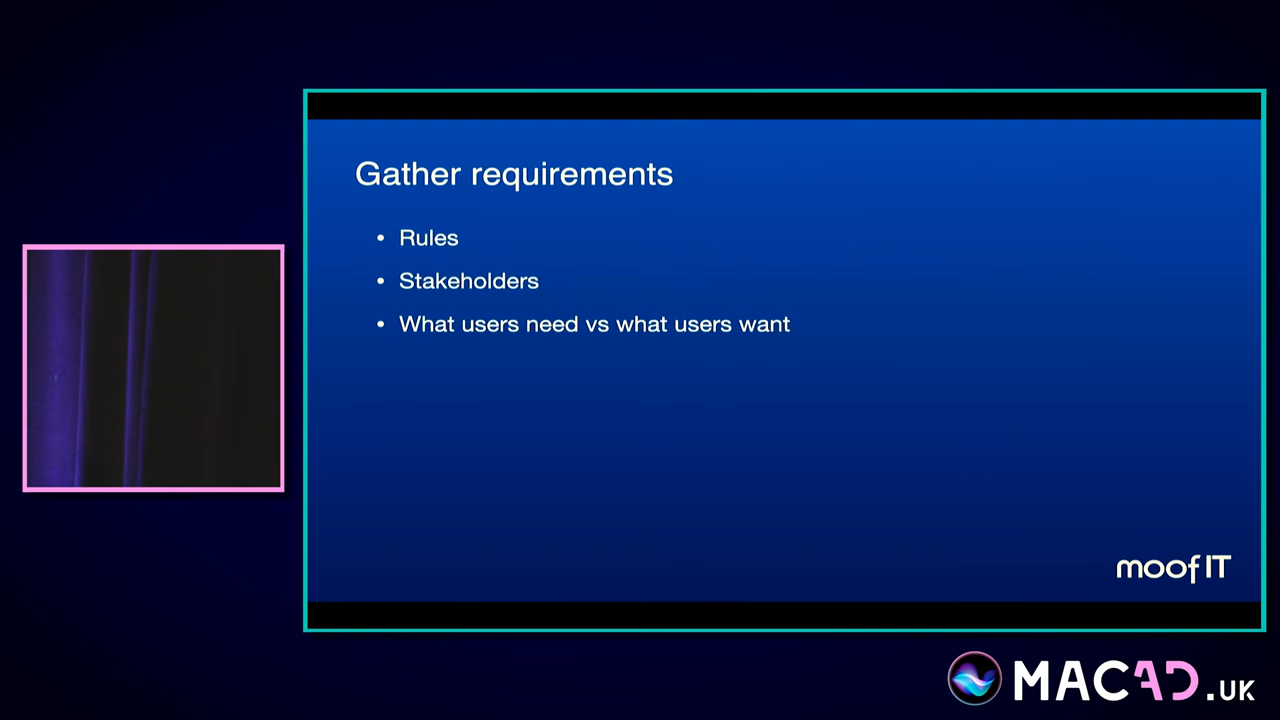 Gather requirements
• Rules
• Stakeholders
• What users need vs what users want
moof IT
MACAD.UK